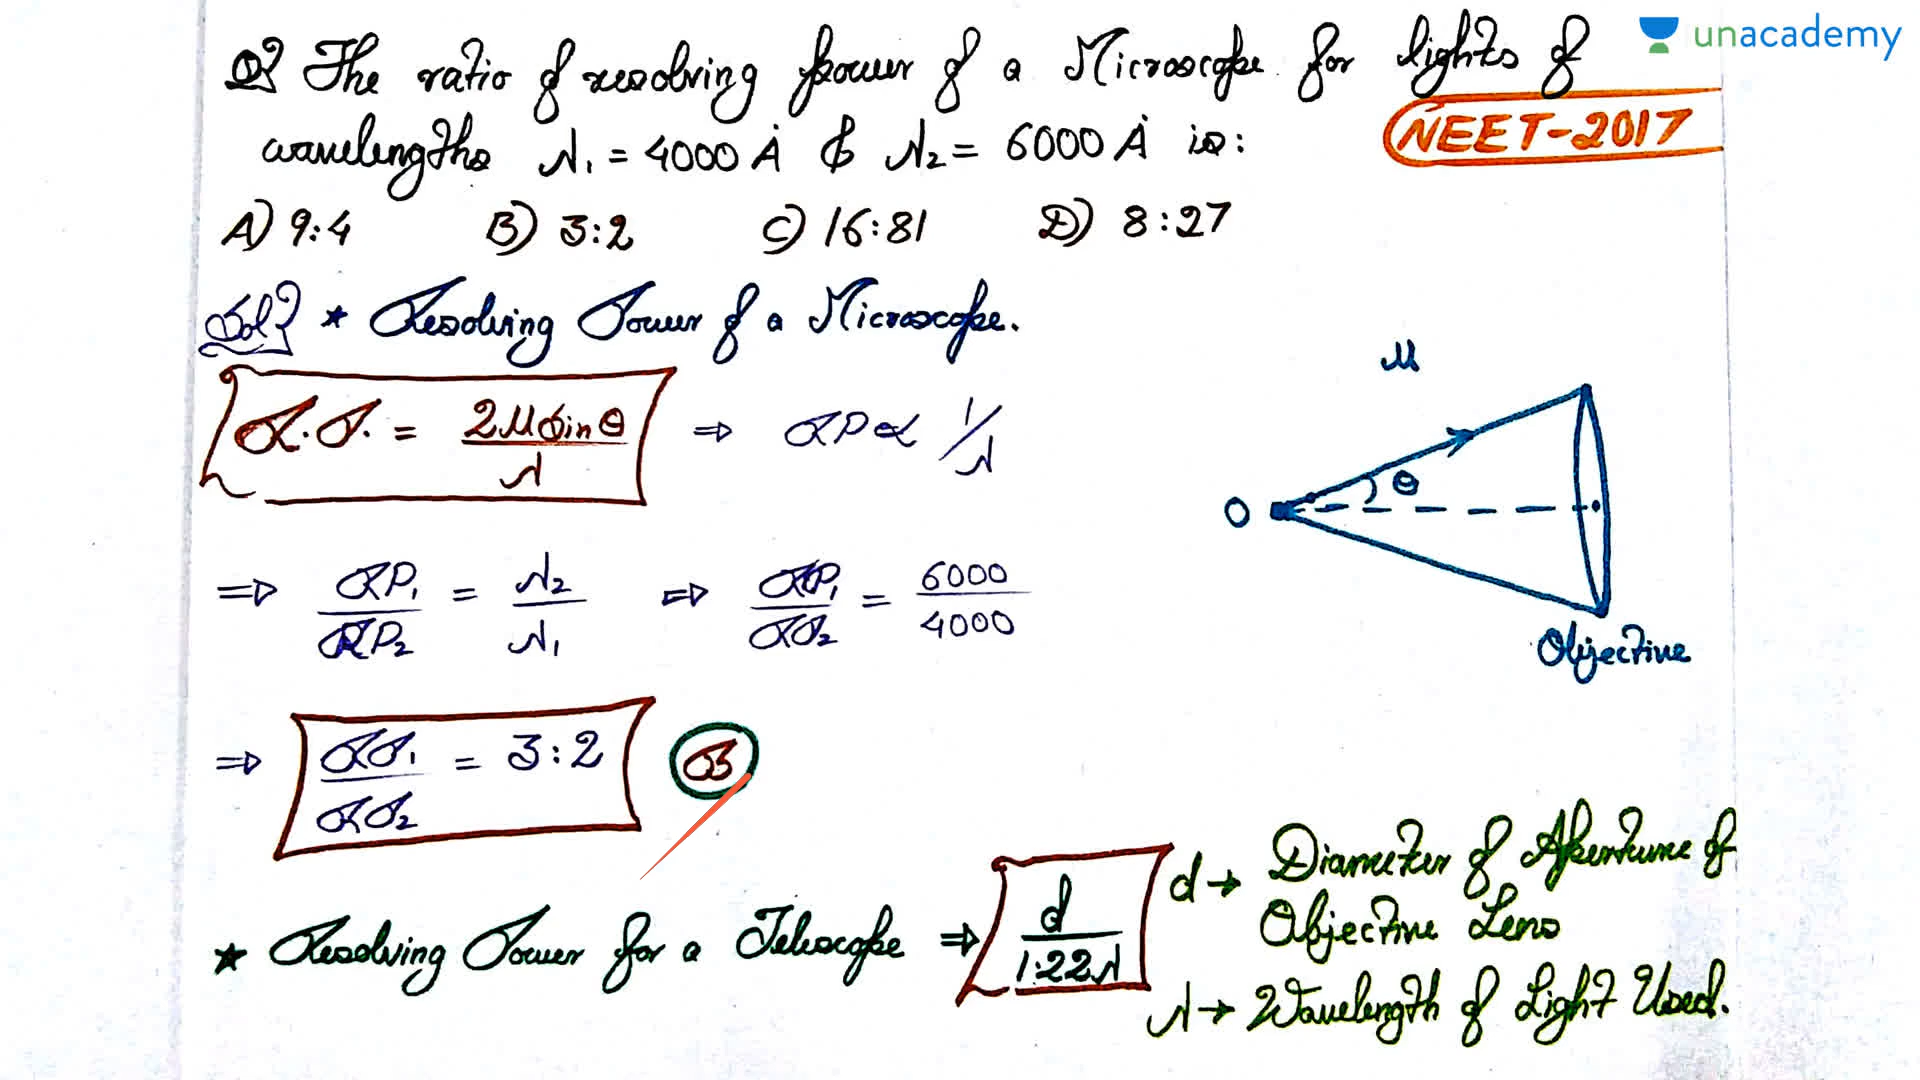 Q? The ratio of resolving power of a Microscope for lights of
wavelengths λ₁ = 4000 Å & λ₂ = 6000 Å is:
unacademy
NEET-2017
A) 9:4 B) 3:2 C) 16:81 D) 8:27
Sol? * Resolving Power of a Microscope.
R.P. = 2μsinθ/λ ⇒ RP ∝ 1/λ
μ
θ
O
Objective
⇒ RP₁/RP₂ = λ₂/λ₁ ⇒ RP₁/RP₂ = 6000/4000
⇒ RP₁/RP₂ = 3:2 B
* Resolving Power for a Telescope ⇒ d/1.22λ
d → Diameter of Aperture of
Objective Lens
λ → Wavelength of Light Used.